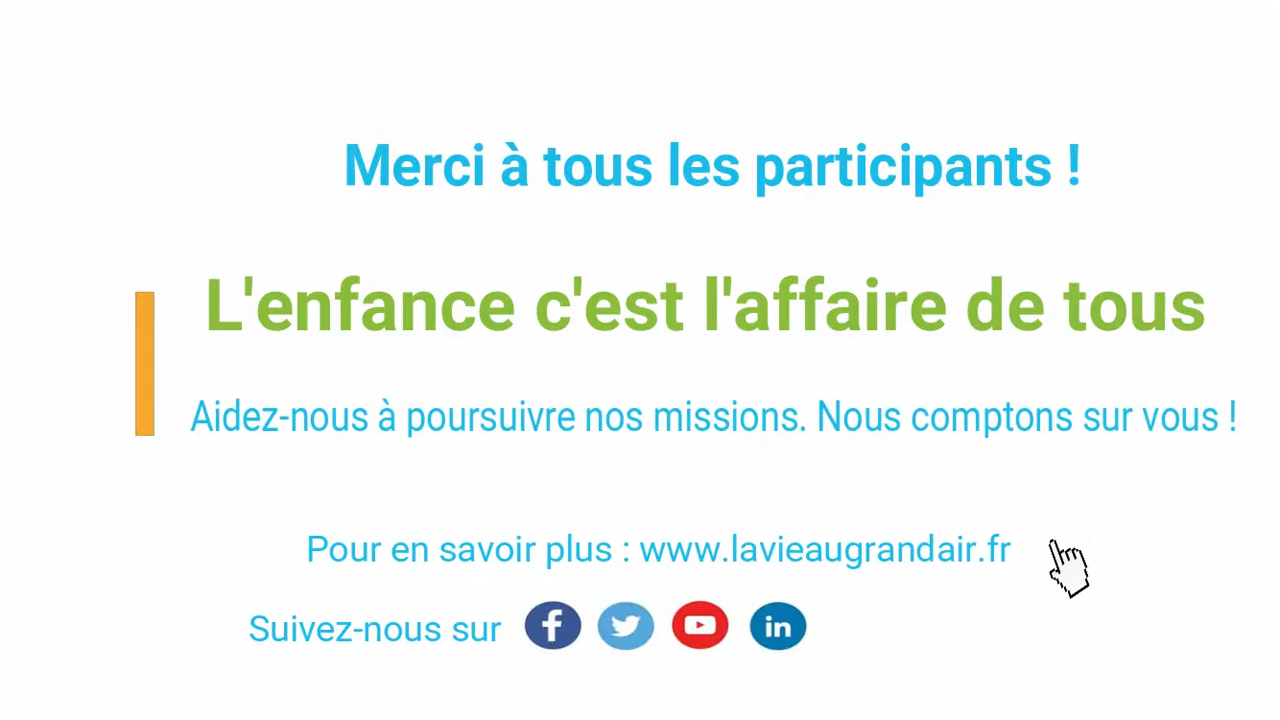 Merci à tous les participants !
L'enfance c'est l'affaire de tous
Aidez-nous à poursuivre nos missions. Nous comptons sur vous !
Pour en savoir plus : www.lavieaugrandair.fr
Suivez-nous sur f in